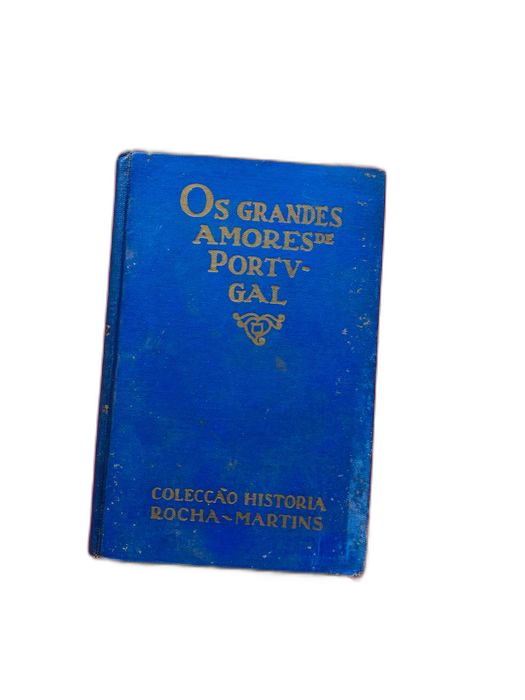 Os GRANDES
AMORES DE
PORTV-
GAL
COLECÇÃO HISTORIA
ROCHA-MARTINS